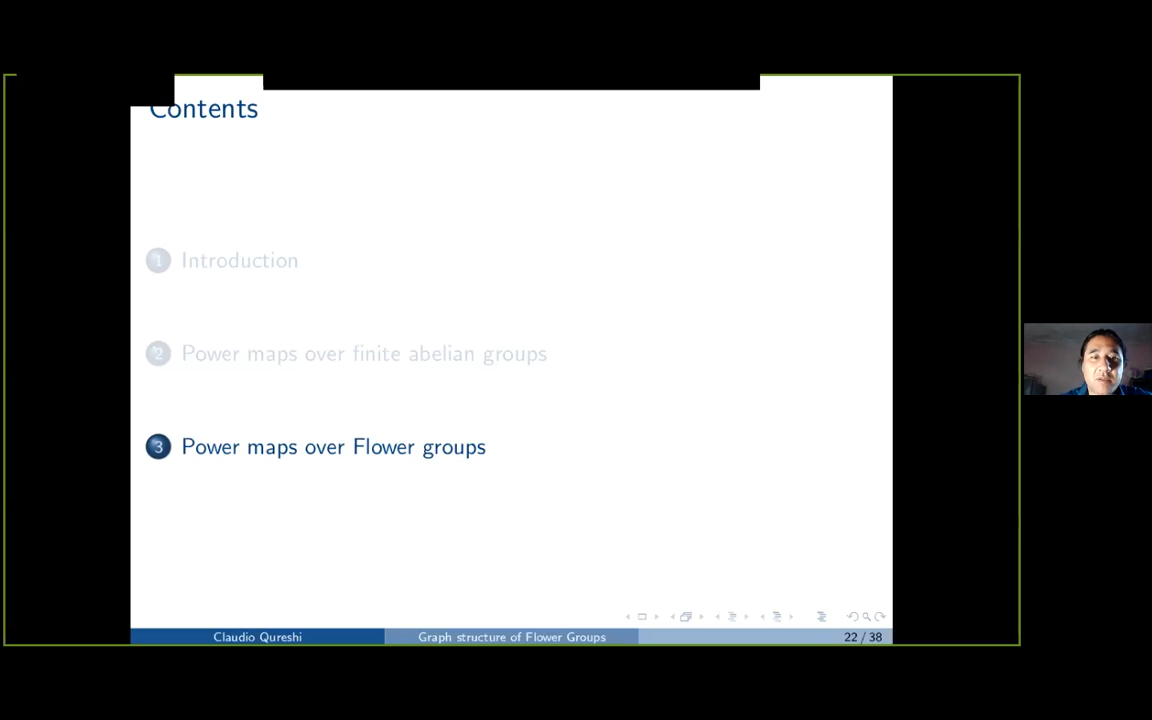 Contents
1 Introduction
2 Power maps over finite abelian groups
3 Power maps over Flower groups
Claudio Qureshi Graph structure of Flower Groups 22 / 38